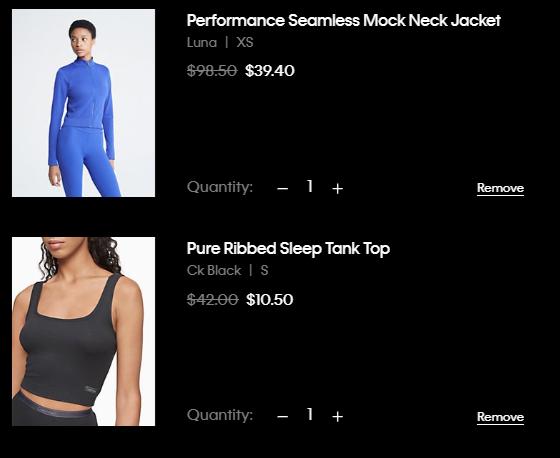 Performance Seamless Mock Neck Jacket
Luna | XS
$98.50 $39.40
Quantity: − 1 + Remove
Pure Ribbed Sleep Tank Top
Ck Black | S
$42.00 $10.50
Quantity: − 1 + Remove